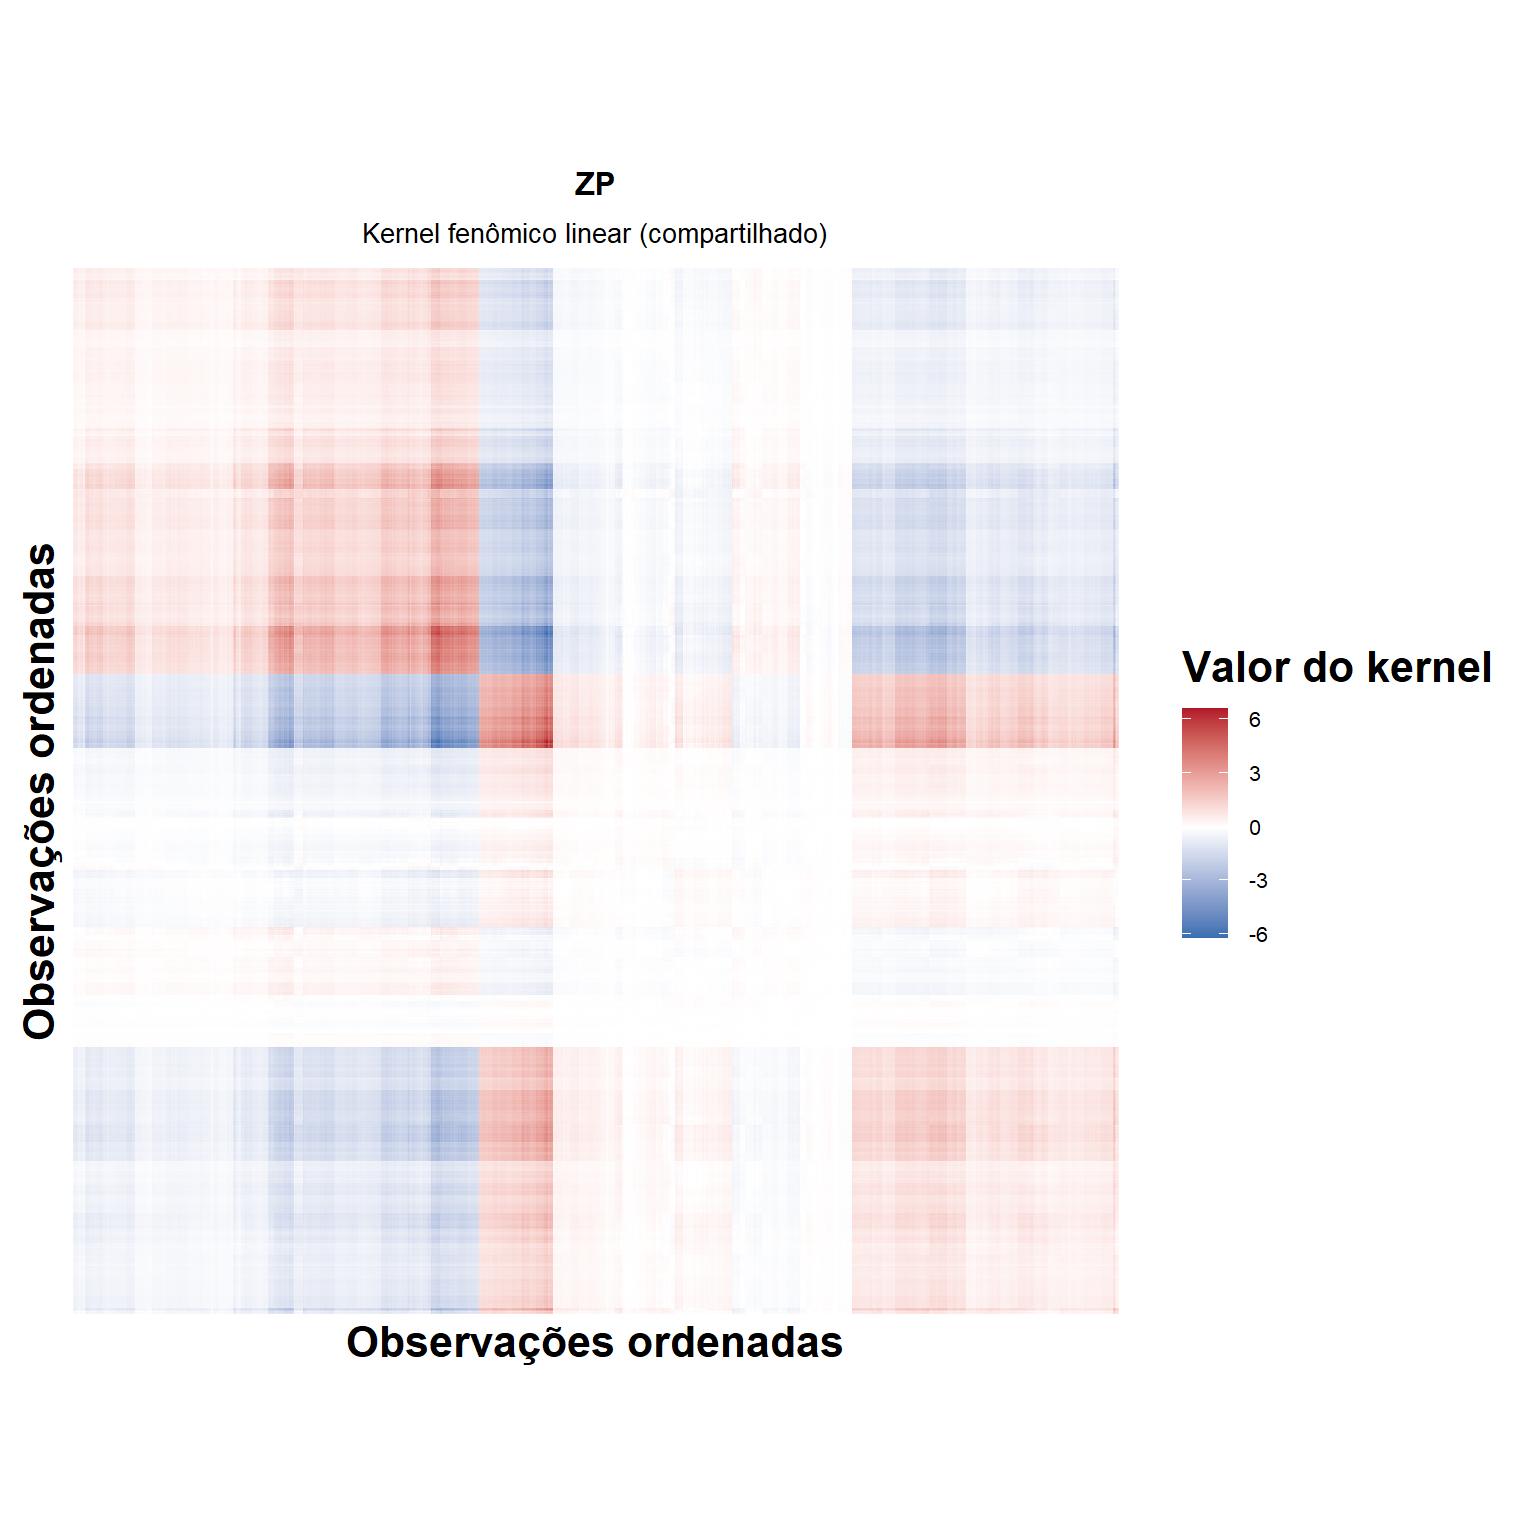 ZP
Kernel fenômico linear (compartilhado)
Observações ordenadas
Observações ordenadas
Valor do kernel
6
3
0
-3
-6